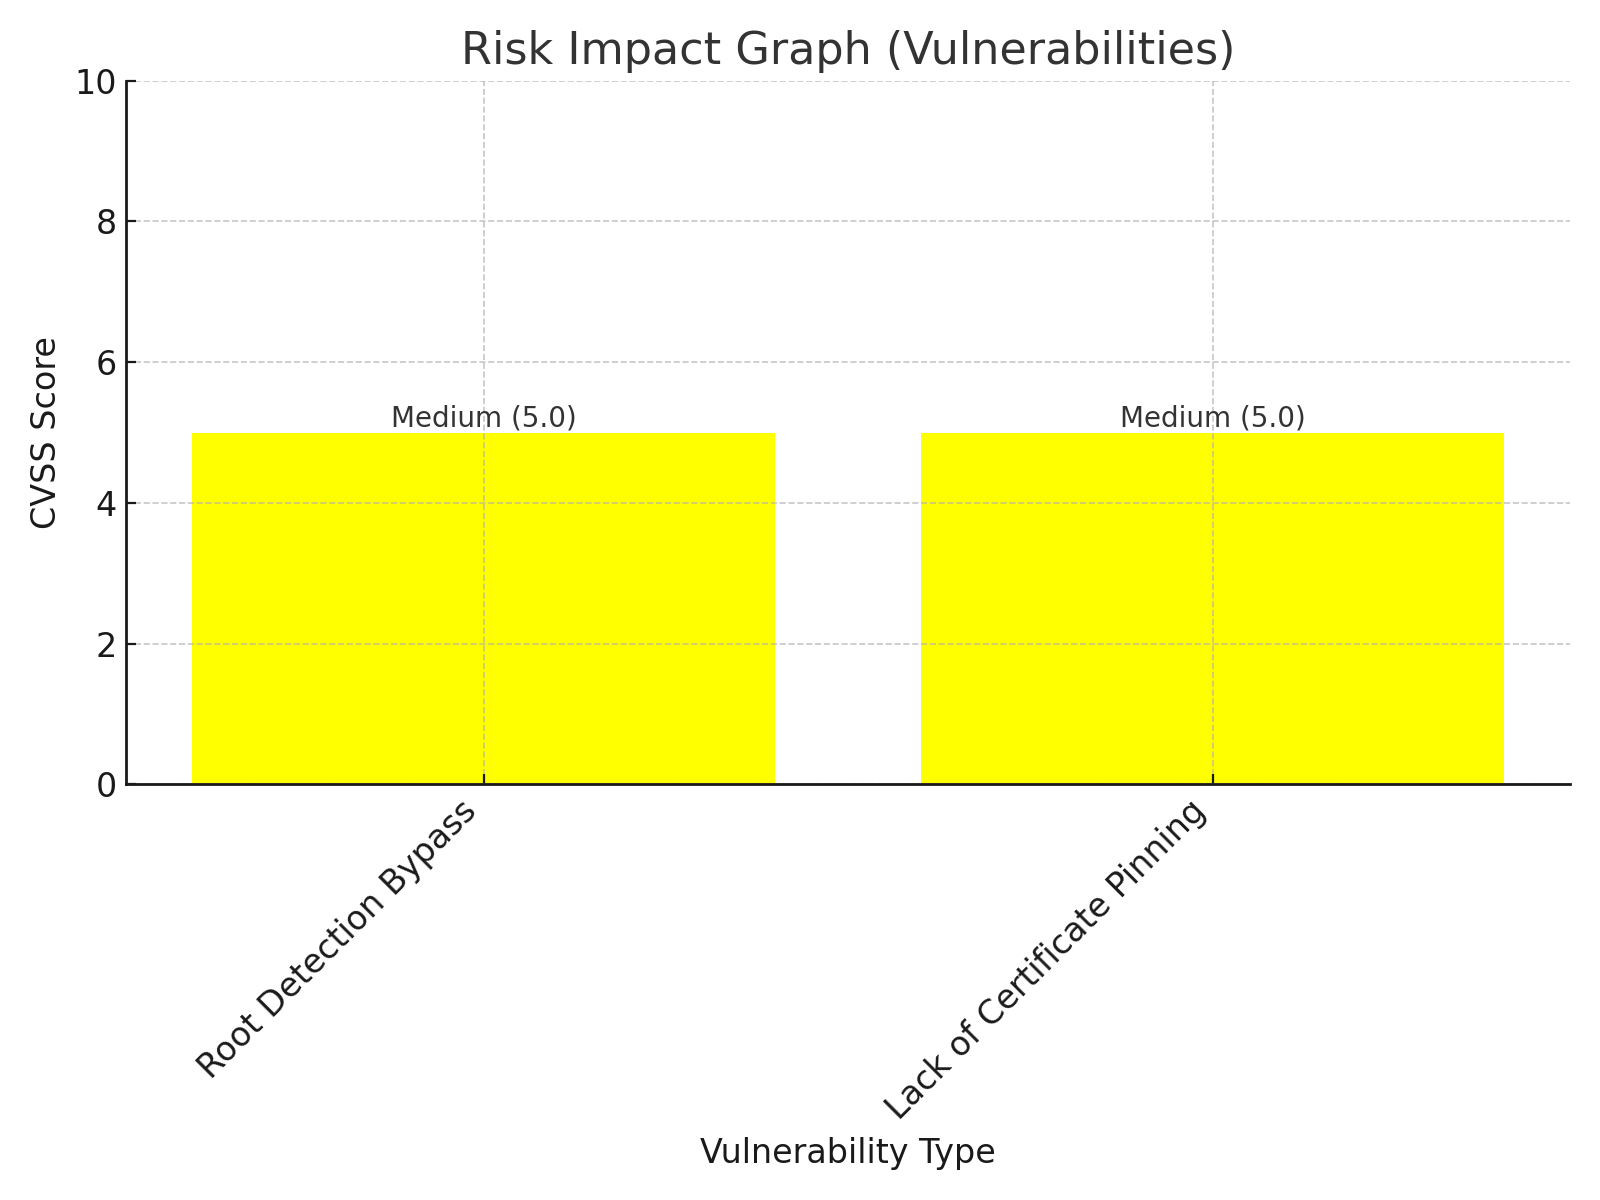 Risk Impact Graph (Vulnerabilities)
10
8
6
4
2
0
CVSS Score
Medium (5.0)
Medium (5.0)
Root Detection Bypass
Lack of Certificate Pinning
Vulnerability Type